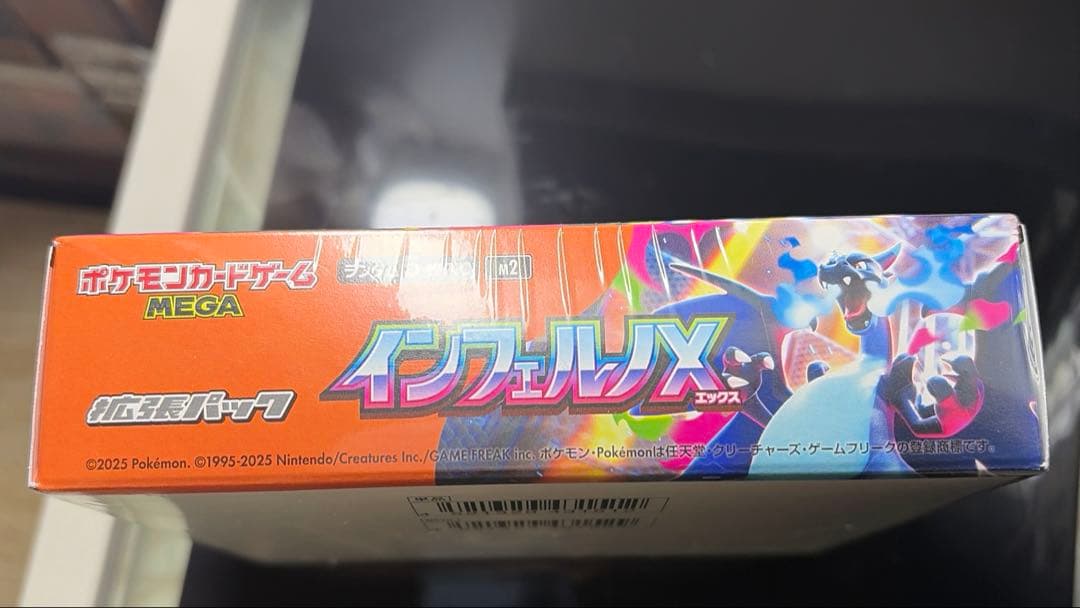 ポケモンカードゲーム
MEGA
M2
インフェルノX
エックス
拡張パック
©2025 Pokémon. ©1995-2025 Nintendo/Creatures Inc./GAME FREAK inc. ポケモン・Pokémonは任天堂・クリーチャーズ・ゲームフリークの登録商標です。